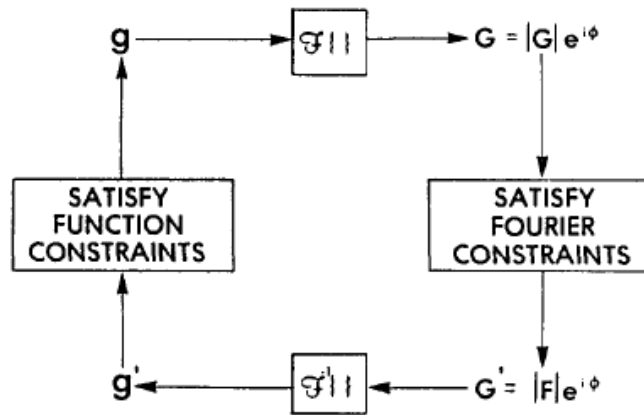 g
ℱ{ }
G = |G| e^{iϕ}
SATISFY
FUNCTION
CONSTRAINTS
SATISFY
FOURIER
CONSTRAINTS
g'
ℱ⁻¹{ }
G' = |F| e^{iϕ}